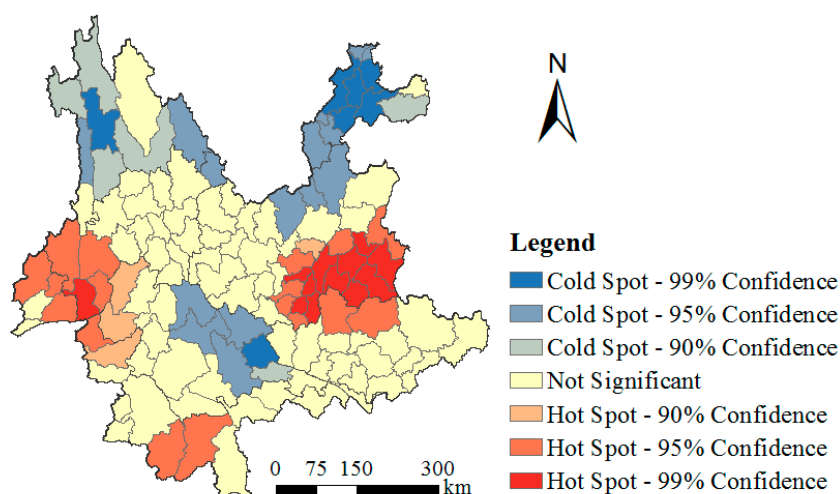 N
Legend
Cold Spot - 99% Confidence
Cold Spot - 95% Confidence
Cold Spot - 90% Confidence
Not Significant
Hot Spot - 90% Confidence
Hot Spot - 95% Confidence
Hot Spot - 99% Confidence
0 75 150 300
km